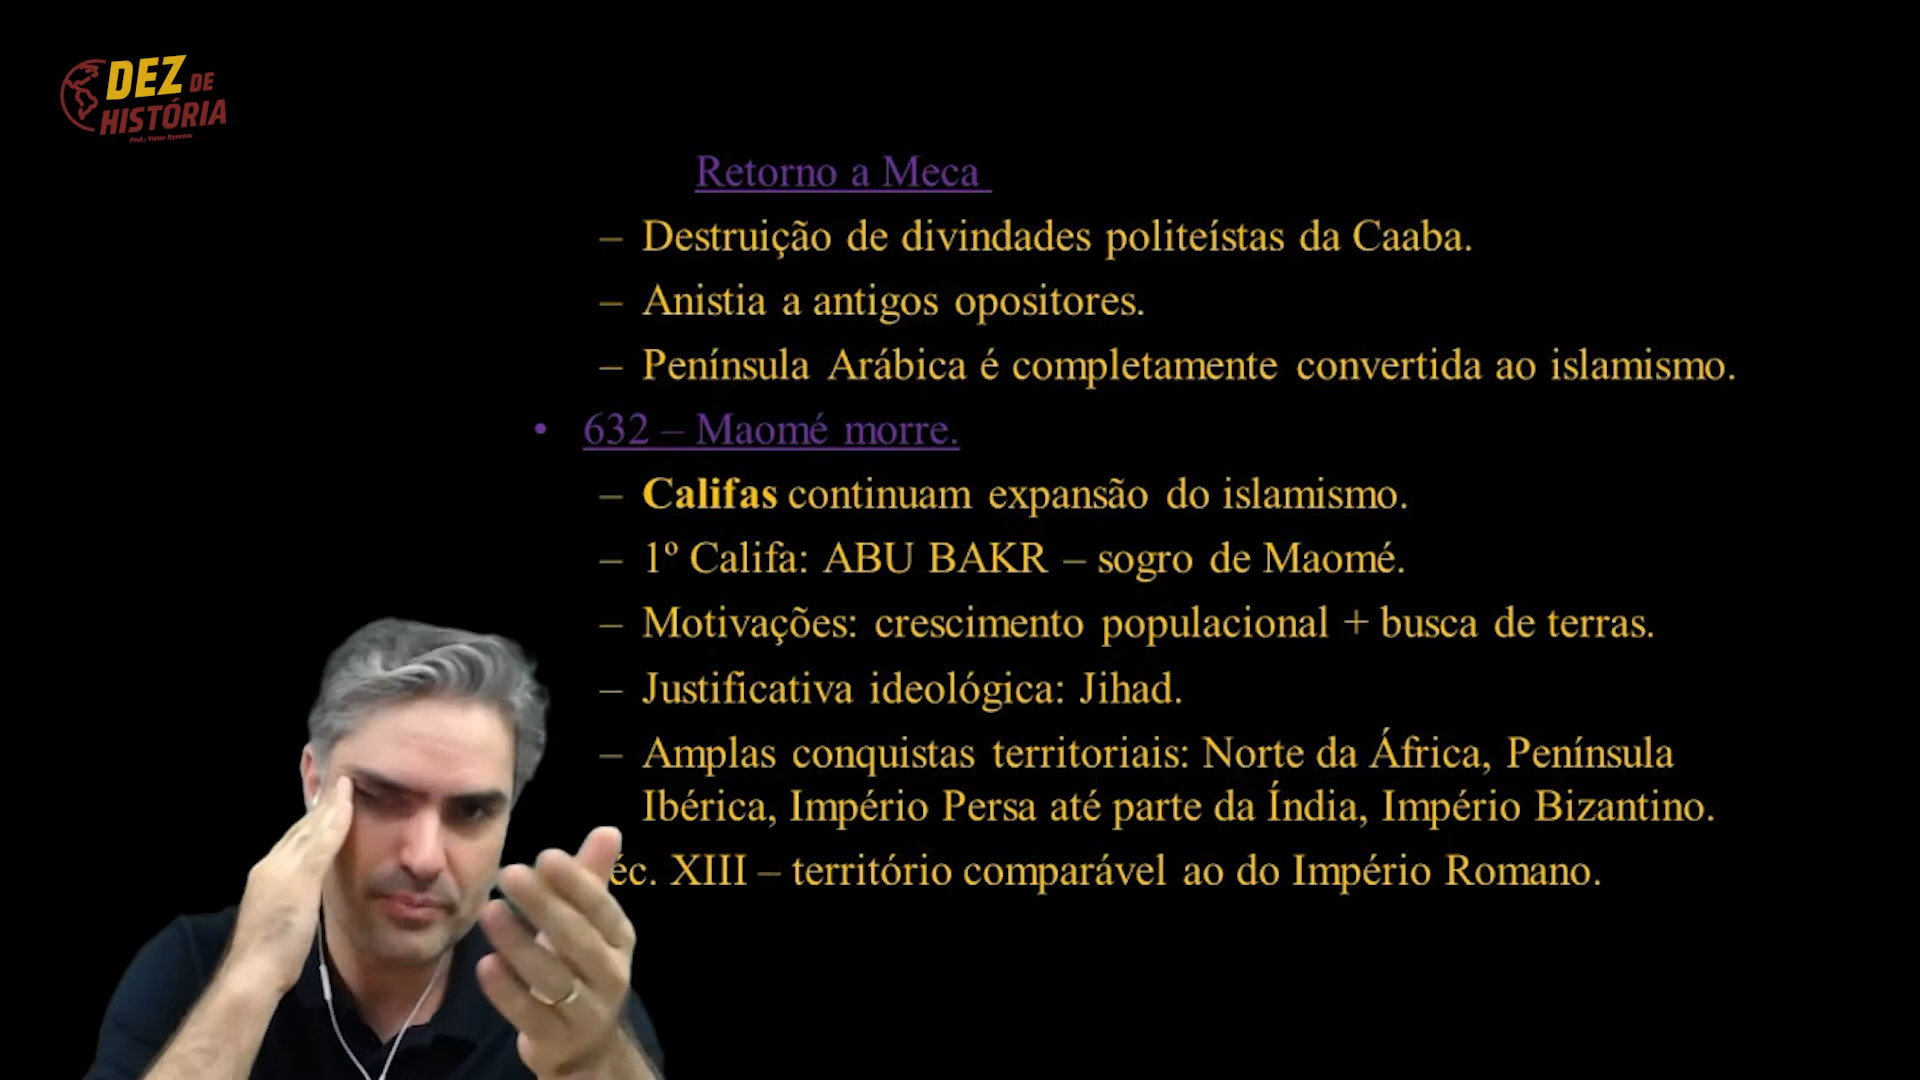 DEZ DE
HISTÓRIA
Retorno a Meca
– Destruição de divindades politeístas da Caaba.
– Anistia a antigos opositores.
– Península Arábica é completamente convertida ao islamismo.
• 632 – Maomé morre.
– Califas continuam expansão do islamismo.
– 1º Califa: ABU BAKR – sogro de Maomé.
– Motivações: crescimento populacional + busca de terras.
– Justificativa ideológica: Jihad.
– Amplas conquistas territoriais: Norte da África, Península
Ibérica, Império Persa até parte da Índia, Império Bizantino.
éc. XIII – território comparável ao do Império Romano.